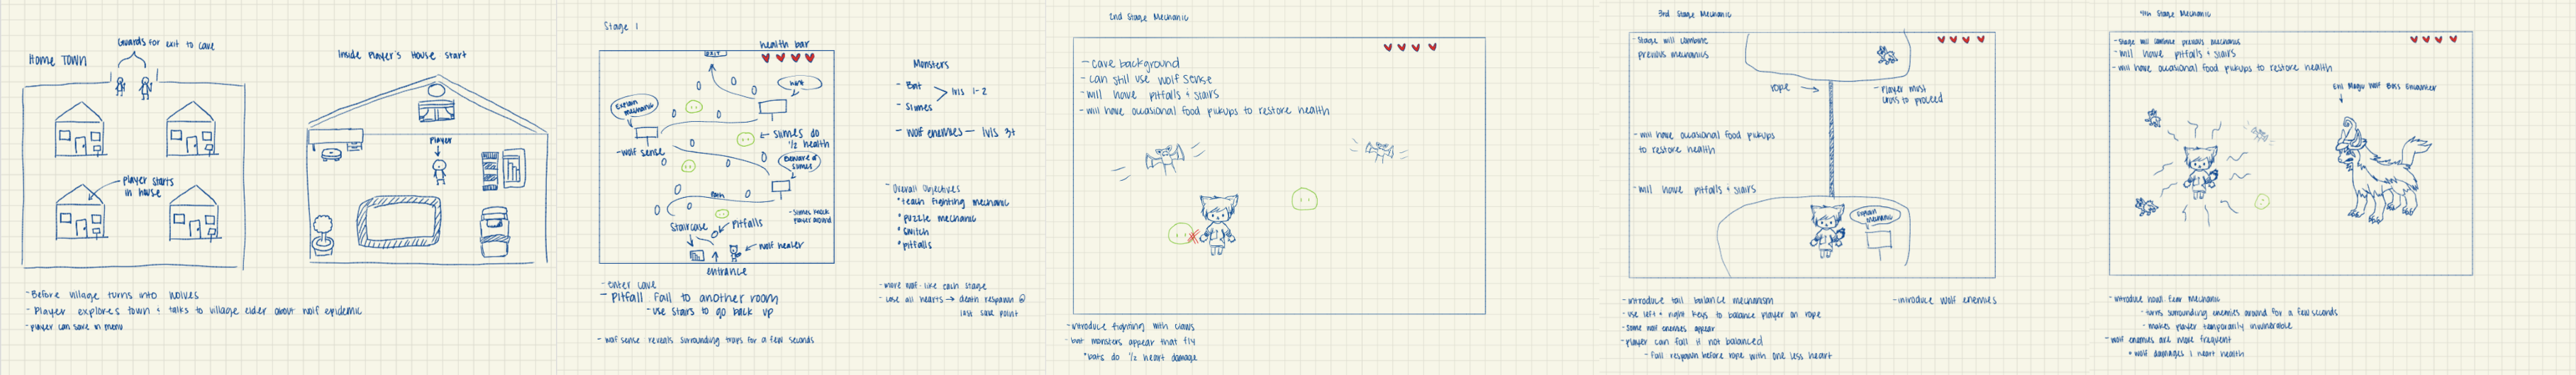 Home Town
Guards for exit to cave
Player starts
in house
- Before village turns into wolves
- Player explores town + talks to village elder about wolf epidemic
- player can save in menu
Inside Player's House start
Player
Stage 1
health bar
EXIT
hint
Explain
mechanic
- wolf sense
slimes do
1/2 health
Beware of
slimes
Path
- slimes knock
player around
Staircase
Pitfalls
wolf healer
entrance
- enter cave
- Pitfall fall to another room
- use stairs to go back up
- wolf sense reveals surrounding traps for a few seconds
Monsters
- Bat
- Slimes
lvls 1-2
- wolf enemies - lvls 3+
- Overall Objectives
• teach fighting mechanic
• puzzle mechanic
• switch
• pitfalls
- more wolf-like each stage
- lose all hearts → death respawn @
last save point
2nd Stage Mechanic
- cave background
- can still use wolf sense
- will have pitfalls + stairs
- will have occasional food pickups to restore health
- introduce fighting with claws
- bat monsters appear that fly
• bats do 1/2 heart damage
3rd Stage Mechanic
- Stage will combine
previous mechanics
rope
- Player must
cross to proceed
- will have occasional food pickups
to restore health
- will have pitfalls + stairs
Explain
mechanic
- introduce tail balance mechanism
- use left + right keys to balance player on rope
- some wolf enemies appear
- player can fall if not balanced
- fall respawn before rope with one less heart
- introduce wolf enemies
4th Stage Mechanic
- Stage will combine previous mechanics
- will have pitfalls + stairs
- will have occasional food pickups to restore health
Evil Magic Wolf Boss Encounter
- introduce howl fear mechanic
- turns surrounding enemies around for a few seconds
- makes player temporarily invulnerable
- wolf enemies are more frequent
• wolf damages 1 heart health